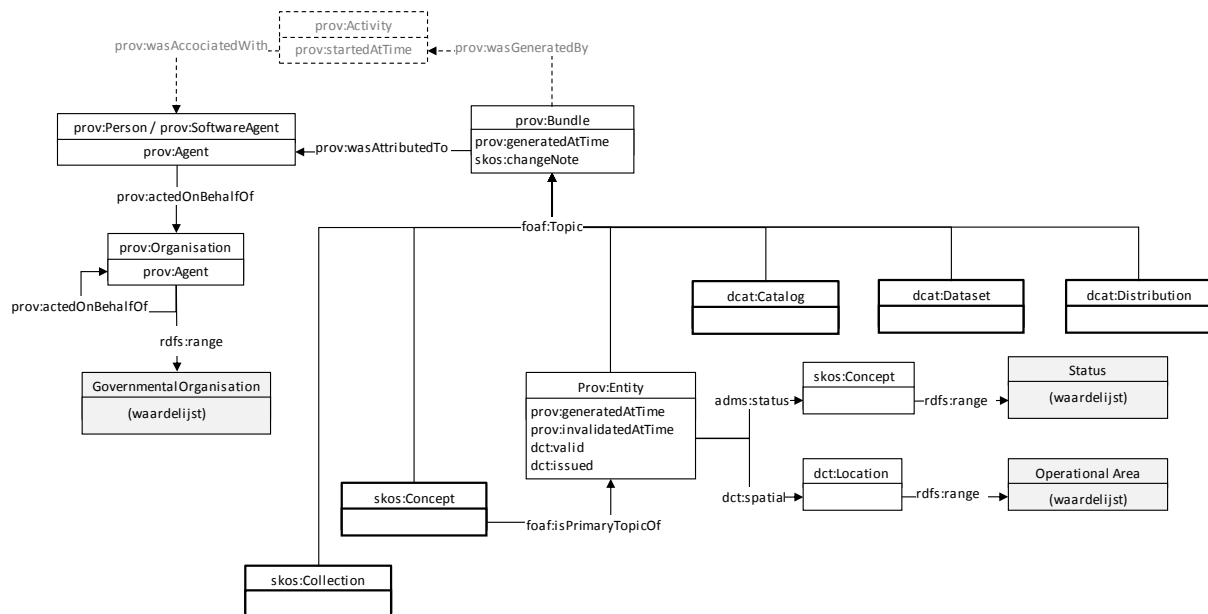 prov:Activity
prov:wasAccociatedWith
prov:startedAtTime
prov:wasGeneratedBy
prov:Bundle
prov:Person / prov:SoftwareAgent
prov:generatedAtTime
prov:Agent
prov:wasAttributedTo
skos:changeNote
prov:actedOnBehalfOf
foaf:Topic
prov:Organisation
prov:Agent
prov:actedOnBehalfOf
dcat:Catalog
dcat:Dataset
dcat:Distribution
rdfs:range
Governmental Organisation
(waardelijst)
Prov:Entity
prov:generatedAtTime
prov:invalidatedAtTime
dct:valid
dct:issued
adms:status
skos:Concept
rdfs:range
Status
(waardelijst)
dct:spatial
dct:Location
rdfs:range
Operational Area
(waardelijst)
skos:Concept
foaf:isPrimaryTopicOf
skos:Collection